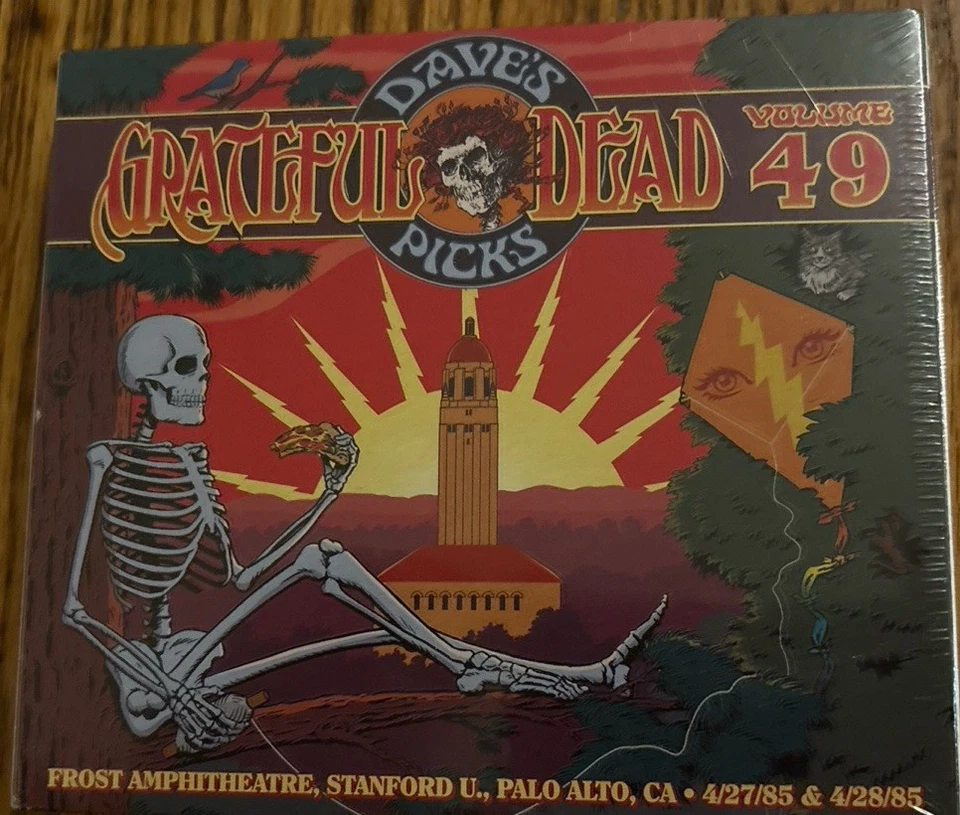 DAVE'S
GRATEFUL DEAD
VOLUME
49
PICKS
FROST AMPHITHEATRE, STANFORD U., PALO ALTO, CA • 4/27/85 & 4/28/85